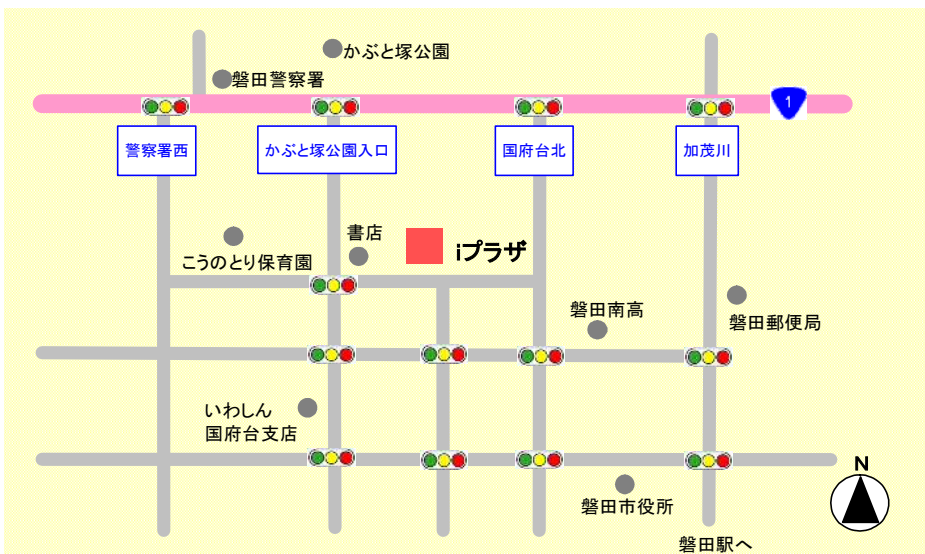 かぶと塚公園
磐田警察署
1
警察署西
かぶと塚公園入口
国府台北
加茂川
書店
iプラザ
こうのとり保育園
磐田南高
磐田郵便局
いわしん
国府台支店
N
磐田市役所
磐田駅へ